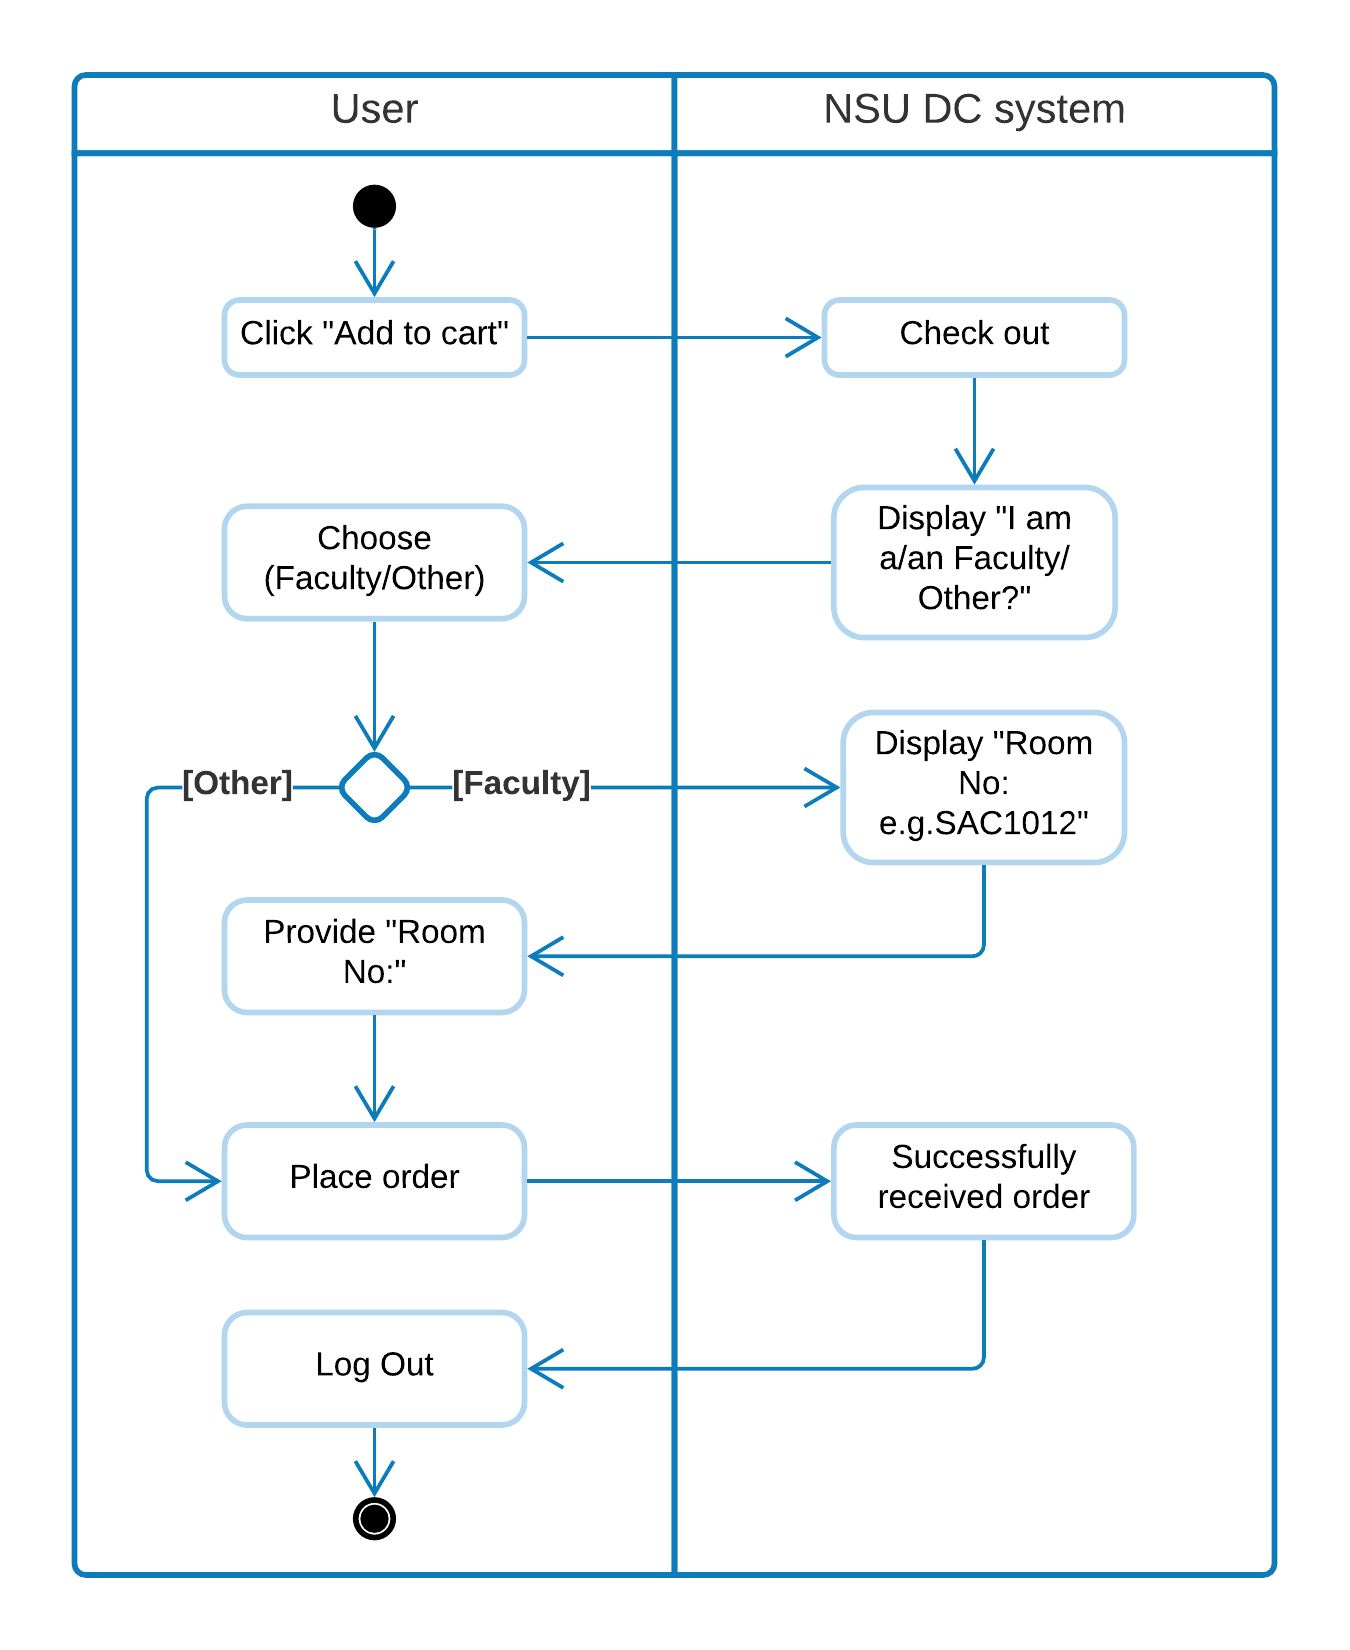 User
NSU DC system
Click "Add to cart"
Check out
Display "I am
a/an Faculty/
Other?"
Choose
(Faculty/Other)
[Other]
[Faculty]
Display "Room
No:
e.g.SAC1012"
Provide "Room
No:"
Place order
Successfully
received order
Log Out